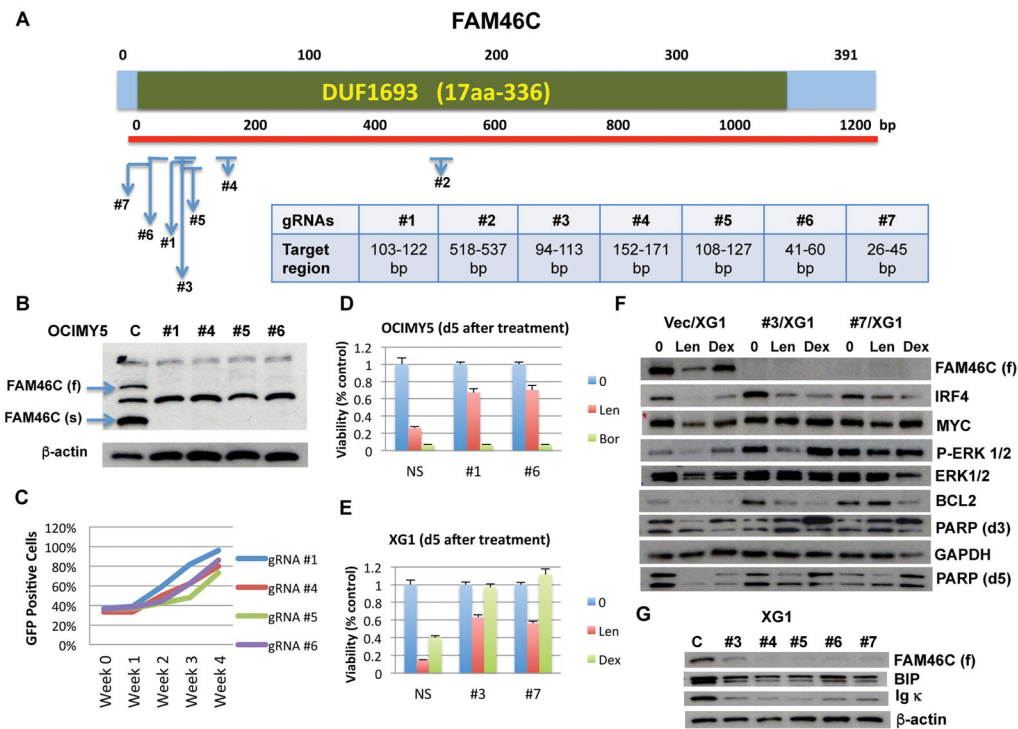 A
FAM46C
0 100 200 300 391
DUF1693 (17aa-336)
0 200 400 600 800 1000 1200 bp
#7 #6 #1 #3 #5 #4 #2
gRNAs #1 #2 #3 #4 #5 #6 #7
Target region 103-122 bp 518-537 bp 94-113 bp 152-171 bp 108-127 bp 41-60 bp 26-45 bp
B
OCIMY5 C #1 #4 #5 #6
FAM46C (f)
FAM46C (s)
β-actin
C
GFP Positive Cells
120%
100%
80%
60%
40%
20%
0%
Week 0 Week 1 Week 2 Week 3 Week 4
gRNA #1
gRNA #4
gRNA #5
gRNA #6
D
OCIMY5 (d5 after treatment)
Viability (% control)
1.2
1
0.8
0.6
0.4
0.2
0
NS #1 #6
0
Len
Bor
E
XG1 (d5 after treatment)
Viability (% control)
1.2
1
0.8
0.6
0.4
0.2
0
NS #3 #7
0
Len
Dex
F
Vec/XG1 #3/XG1 #7/XG1
0 Len Dex 0 Len Dex 0 Len Dex
FAM46C (f)
IRF4
MYC
P-ERK 1/2
ERK1/2
BCL2
PARP (d3)
GAPDH
PARP (d5)
G
XG1
C #3 #4 #5 #6 #7
FAM46C (f)
BIP
Ig κ
β-actin